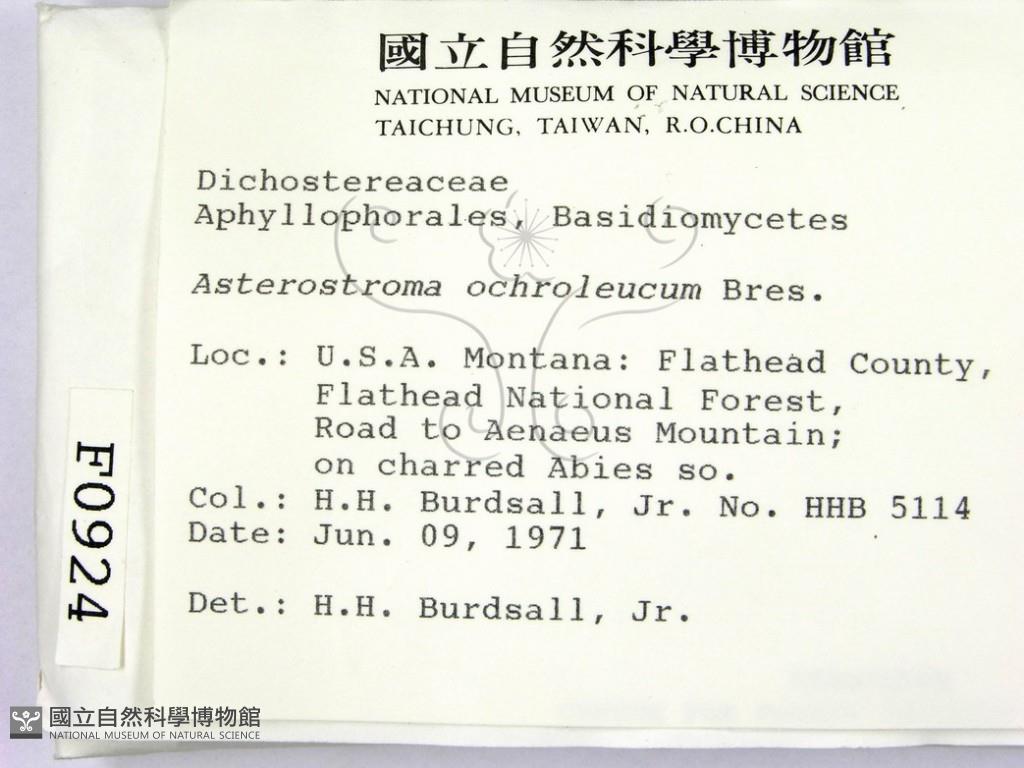 國立自然科學博物館
NATIONAL MUSEUM OF NATURAL SCIENCE
TAICHUNG, TAIWAN, R.O.CHINA
Dichostereaceae
Aphyllophorales, Basidiomycetes
Asterostroma ochroleucum Bres.
Loc.: U.S.A. Montana: Flathead County,
Flathead National Forest,
Road to Aenaeus Mountain;
on charred Abies so.
Col.: H.H. Burdsall, Jr. No. HHB 5114
Date: Jun. 09, 1971
Det.: H.H. Burdsall, Jr.
F0924
國立自然科學博物館
NATIONAL MUSEUM OF NATURAL SCIENCE